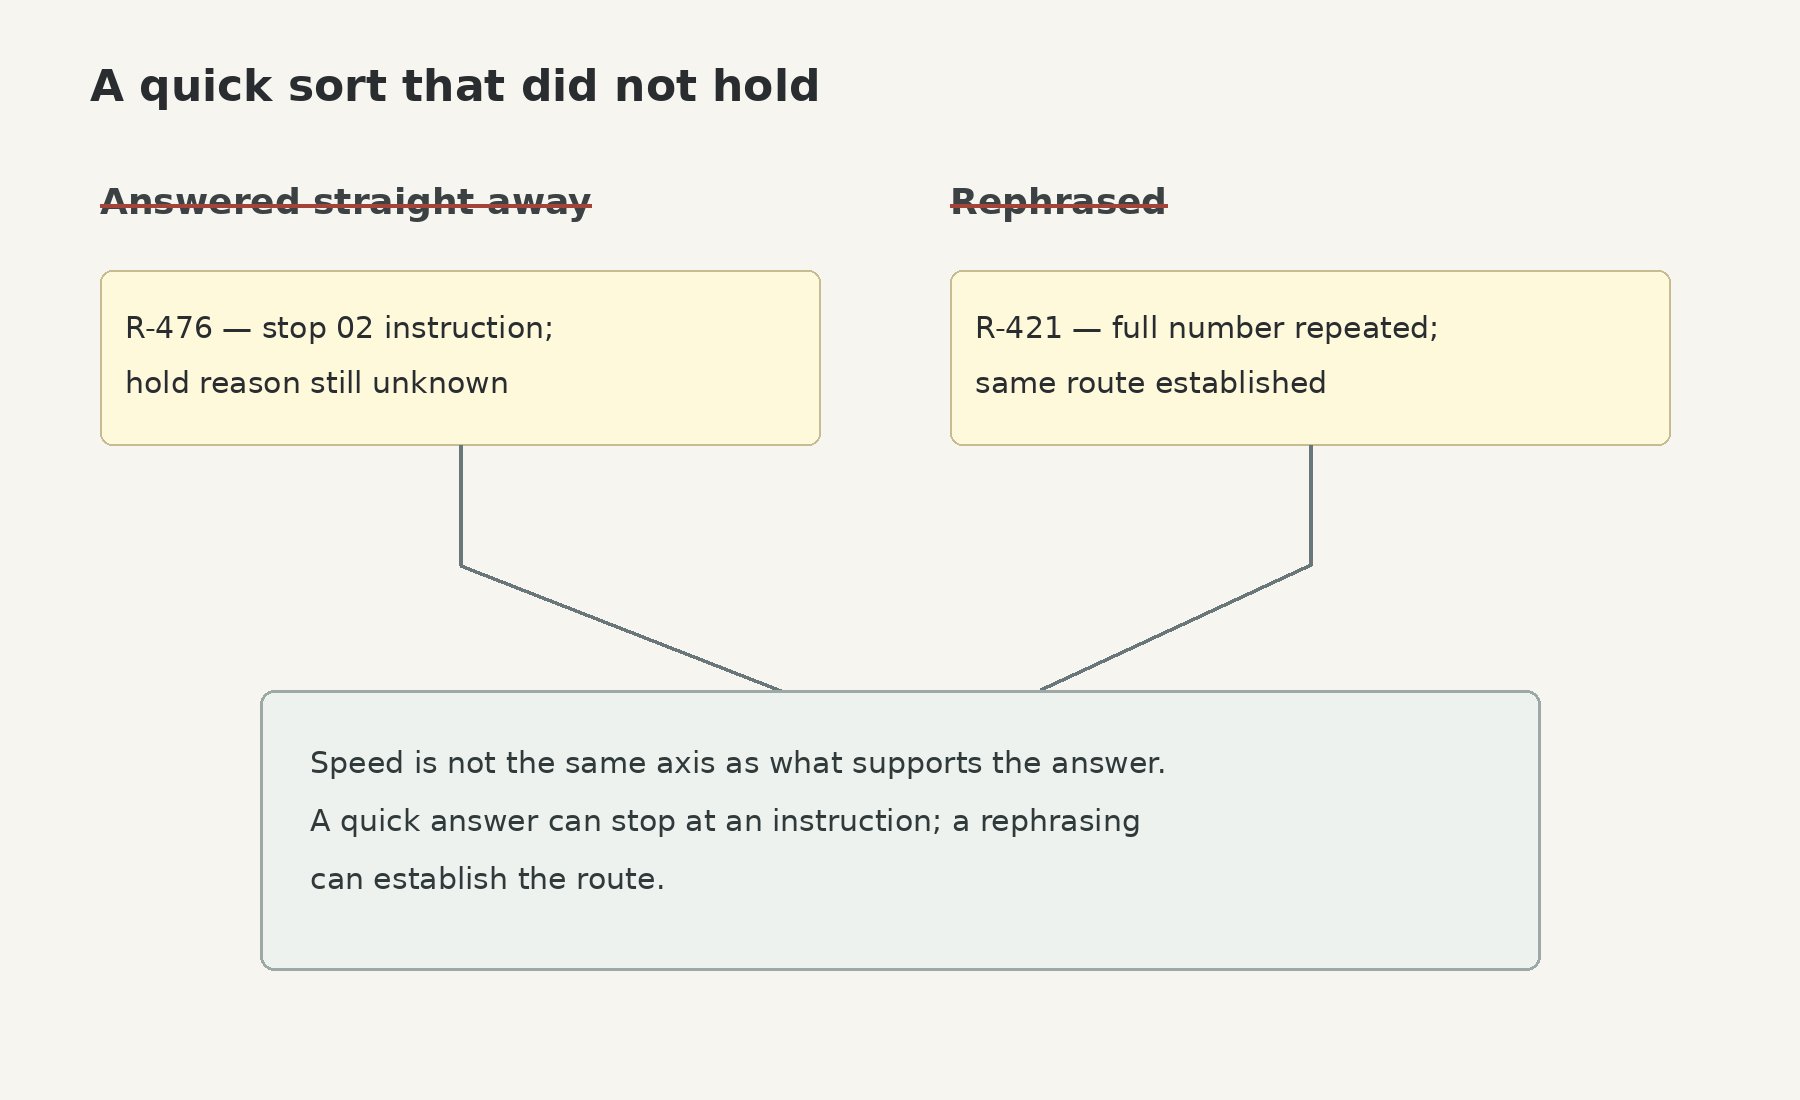 A quick sort that did not hold
Answered straight away
Rephrased
R-476 — stop 02 instruction;
hold reason still unknown
R-421 — full number repeated;
same route established
Speed is not the same axis as what supports the answer.
A quick answer can stop at an instruction; a rephrasing
can establish the route.